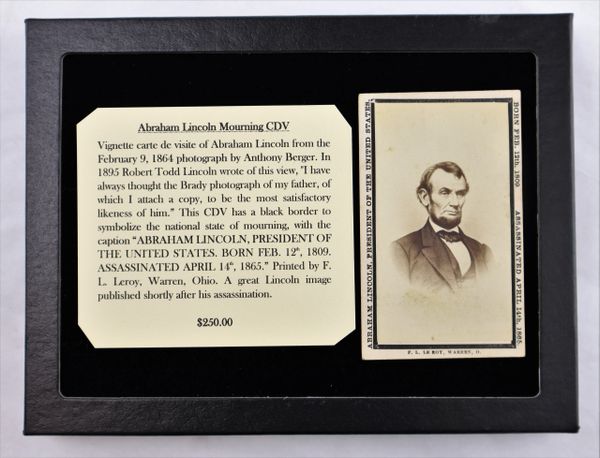 Abraham Lincoln Mourning CDV
Vignette carte de visite of Abraham Lincoln from the
February 9, 1864 photograph by Anthony Berger. In
1895 Robert Todd Lincoln wrote of this view, "I have
always thought the Brady photograph of my father, of
which I attach a copy, to be the most satisfactory
likeness of him." This CDV has a black border to
symbolize the national state of mourning, with the
caption "ABRAHAM LINCOLN, PRESIDENT OF
THE UNITED STATES. BORN FEB. 12th, 1809.
ASSASSINATED APRIL 14th, 1865." Printed by F.
L. Leroy, Warren, Ohio. A great Lincoln image
published shortly after his assassination.
$250.00
ABRAHAM LINCOLN, PRESIDENT OF THE UNITED STATES.
BORN FEB. 12th, 1809
ASSASSINATED APRIL 14th, 1865.
F. L. LE ROY, WARREN, O.